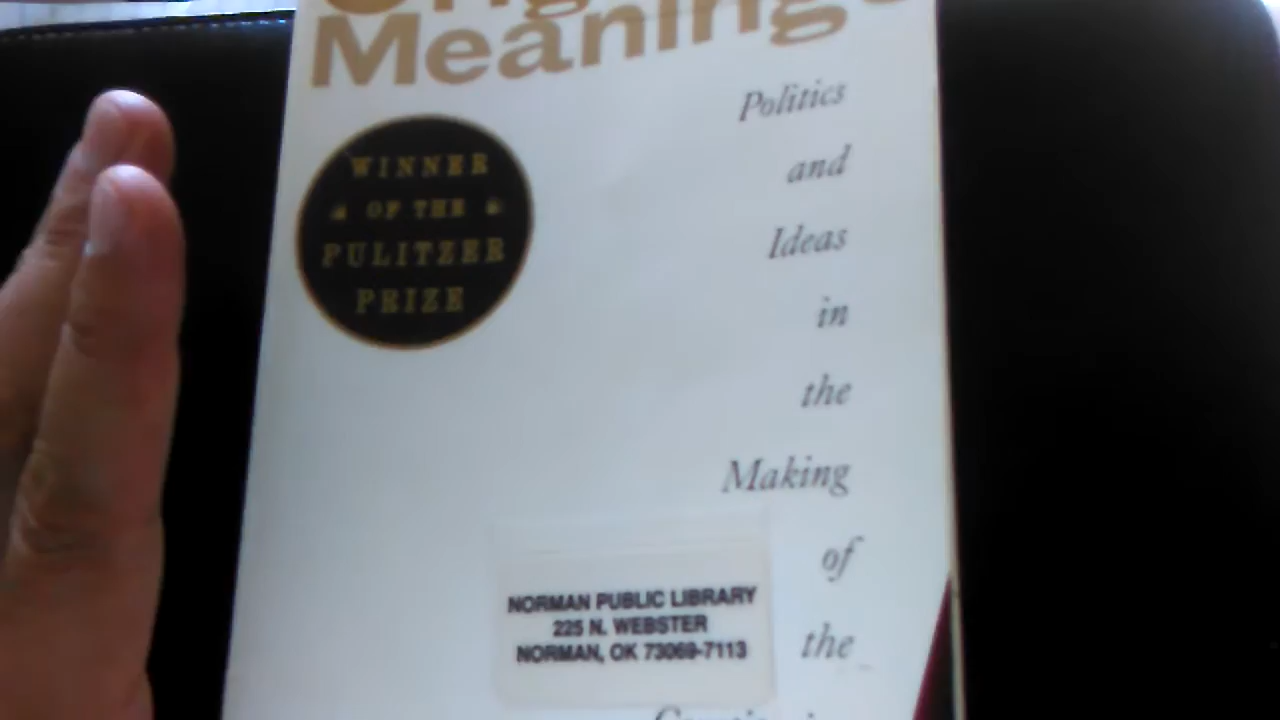 Meanings
Politics
and
Ideas
in
the
Making
of
the
WINNER
OF THE
PULITZER
PRIZE
NORMAN PUBLIC LIBRARY
225 N. WEBSTER
NORMAN, OK 73069-7113